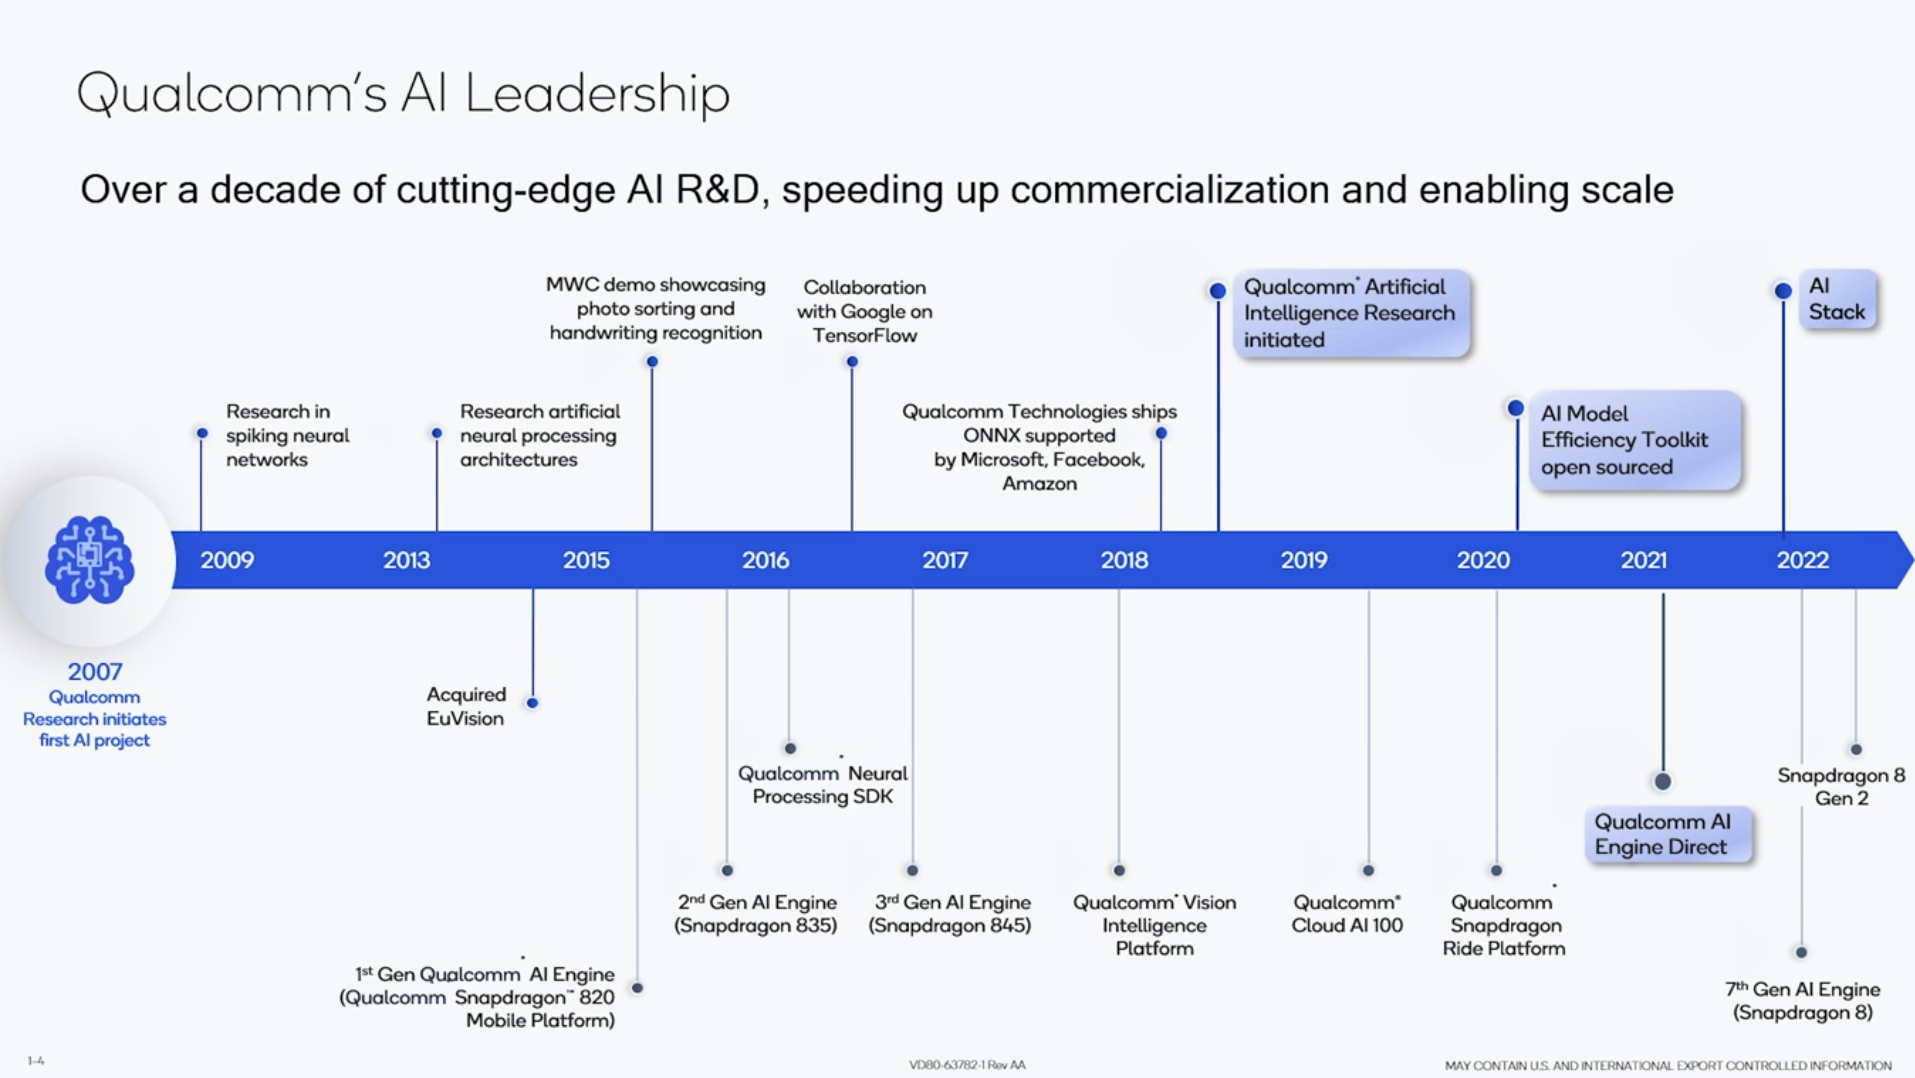 Qualcomm's AI Leadership
Over a decade of cutting-edge AI R&D, speeding up commercialization and enabling scale
MWC demo showcasing
photo sorting and
handwriting recognition
Collaboration
with Google on
TensorFlow
Qualcomm® Artificial
Intelligence Research
initiated
AI
Stack
Research in
spiking neural
networks
Research artificial
neural processing
architectures
Qualcomm Technologies ships
ONNX supported
by Microsoft, Facebook,
Amazon
AI Model
Efficiency Toolkit
open sourced
2009 2013 2015 2016 2017 2018 2019 2020 2021 2022
2007
Qualcomm
Research initiates
first AI project
Acquired
EuVision
Qualcomm® Neural
Processing SDK
Snapdragon 8
Gen 2
Qualcomm AI
Engine Direct
2nd Gen AI Engine
(Snapdragon 835)
3rd Gen AI Engine
(Snapdragon 845)
Qualcomm® Vision
Intelligence
Platform
Qualcomm®
Cloud AI 100
Qualcomm®
Snapdragon
Ride Platform
1st Gen Qualcomm® AI Engine
(Qualcomm Snapdragon™ 820
Mobile Platform)
7th Gen AI Engine
(Snapdragon 8)
1-4
VD80-63782-1 Rev AA
MAY CONTAIN U.S. AND INTERNATIONAL EXPORT CONTROLLED INFORMATION